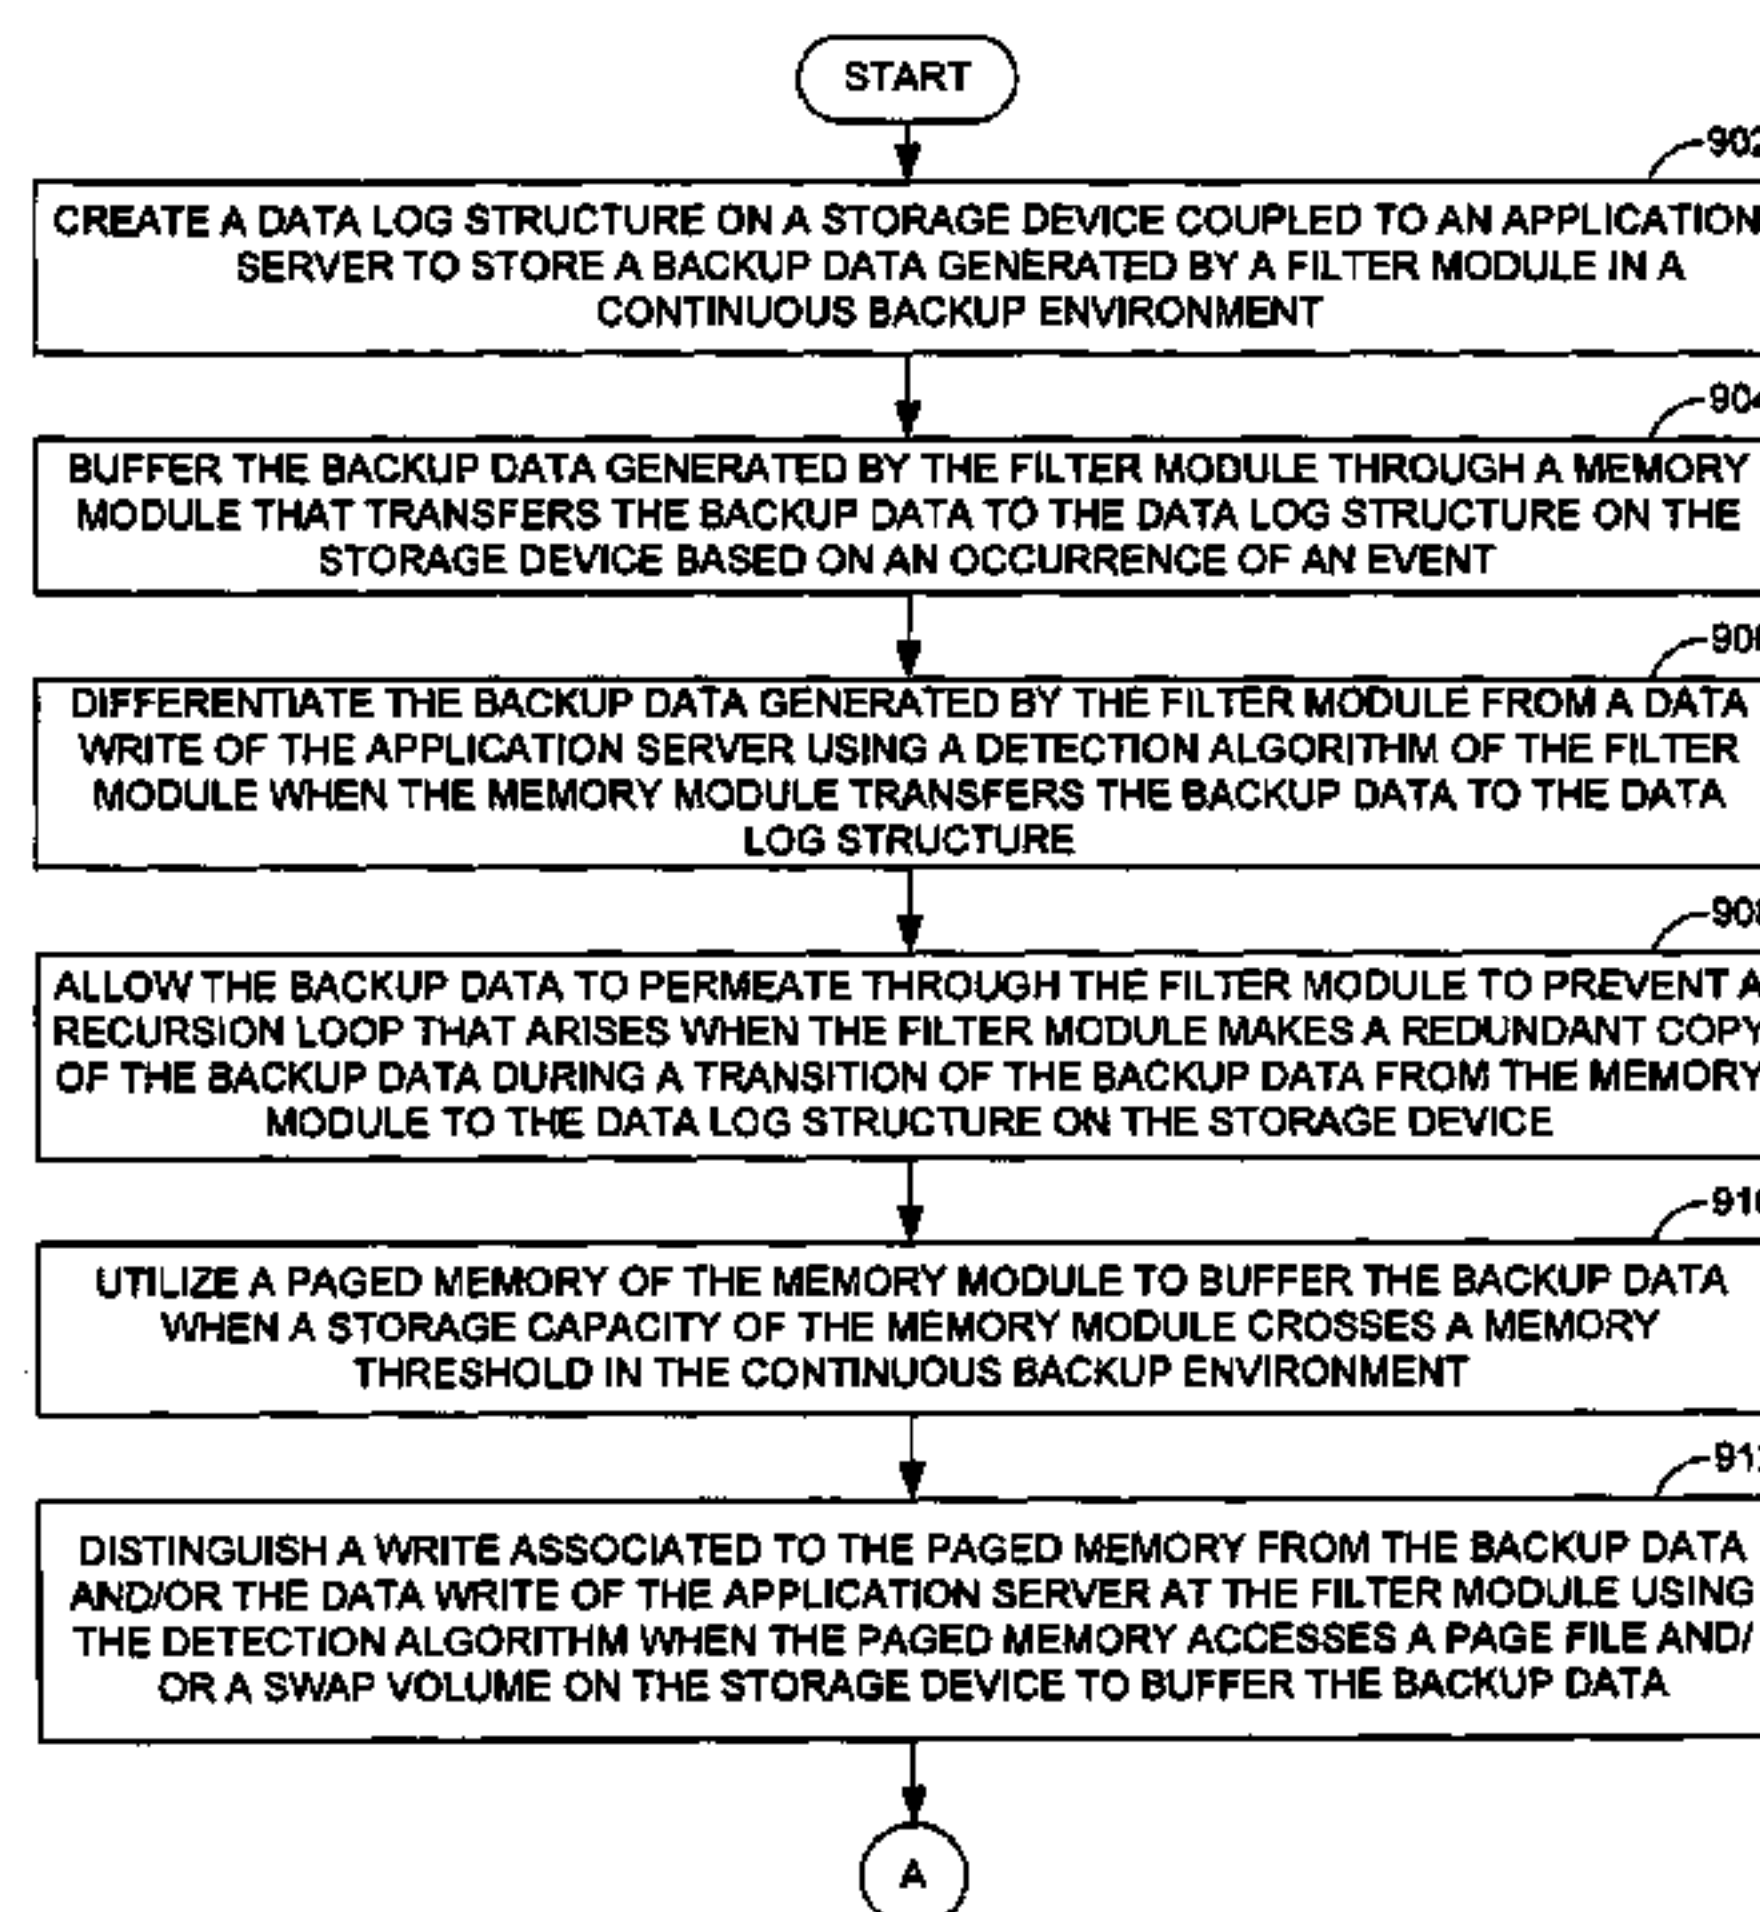 START
CREATE A DATA LOG STRUCTURE ON A STORAGE DEVICE COUPLED TO AN APPLICATION
SERVER TO STORE A BACKUP DATA GENERATED BY A FILTER MODULE IN A
CONTINUOUS BACKUP ENVIRONMENT
BUFFER THE BACKUP DATA GENERATED BY THE FILTER MODULE THROUGH A MEMORY
MODULE THAT TRANSFERS THE BACKUP DATA TO THE DATA LOG STRUCTURE ON THE
STORAGE DEVICE BASED ON AN OCCURRENCE OF AN EVENT
DIFFERENTIATE THE BACKUP DATA GENERATED BY THE FILTER MODULE FROM A DATA
WRITE OF THE APPLICATION SERVER USING A DETECTION ALGORITHM OF THE FILTER
MODULE WHEN THE MEMORY MODULE TRANSFERS THE BACKUP DATA TO THE DATA
LOG STRUCTURE
ALLOW THE BACKUP DATA TO PERMEATE THROUGH THE FILTER MODULE TO PREVENT A
RECURSION LOOP THAT ARISES WHEN THE FILTER MODULE MAKES A REDUNDANT COPY
OF THE BACKUP DATA DURING A TRANSITION OF THE BACKUP DATA FROM THE MEMORY
MODULE TO THE DATA LOG STRUCTURE ON THE STORAGE DEVICE
UTILIZE A PAGED MEMORY OF THE MEMORY MODULE TO BUFFER THE BACKUP DATA
WHEN A STORAGE CAPACITY OF THE MEMORY MODULE CROSSES A MEMORY
THRESHOLD IN THE CONTINUOUS BACKUP ENVIRONMENT
DISTINGUISH A WRITE ASSOCIATED TO THE PAGED MEMORY FROM THE BACKUP DATA
AND/OR THE DATA WRITE OF THE APPLICATION SERVER AT THE FILTER MODULE USING
THE DETECTION ALGORITHM WHEN THE PAGED MEMORY ACCESSES A PAGE FILE AND/
OR A SWAP VOLUME ON THE STORAGE DEVICE TO BUFFER THE BACKUP DATA
A